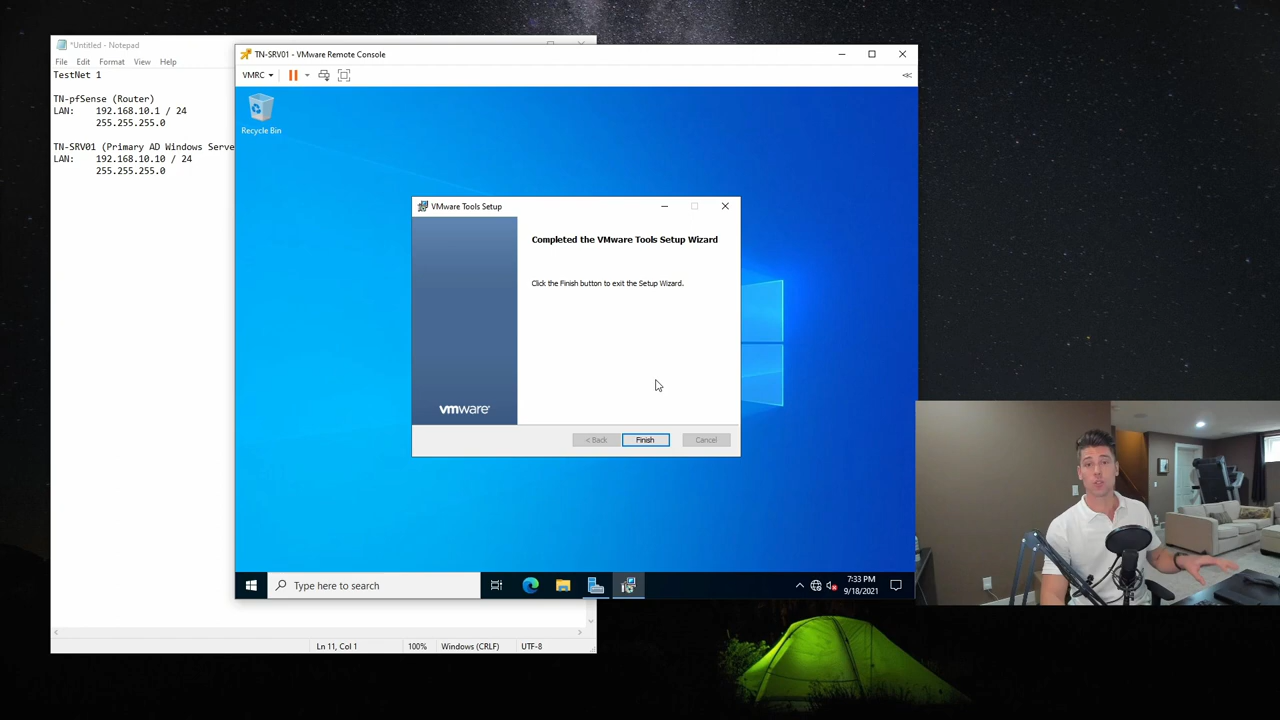 *Untitled - Notepad
File Edit Format View Help
TestNet 1
TN-pfSense (Router)
LAN: 192.168.10.1 / 24
255.255.255.0
TN-SRV01 (Primary AD Windows Serve
LAN: 192.168.10.10 / 24
255.255.255.0
Ln 11, Col 1 100% Windows (CRLF) UTF-8
TN-SRV01 - VMware Remote Console
VMRC
Recycle Bin
VMware Tools Setup
Completed the VMware Tools Setup Wizard
Click the Finish button to exit the Setup Wizard.
vmware
< Back Finish Cancel
Type here to search
7:33 PM
9/18/2021